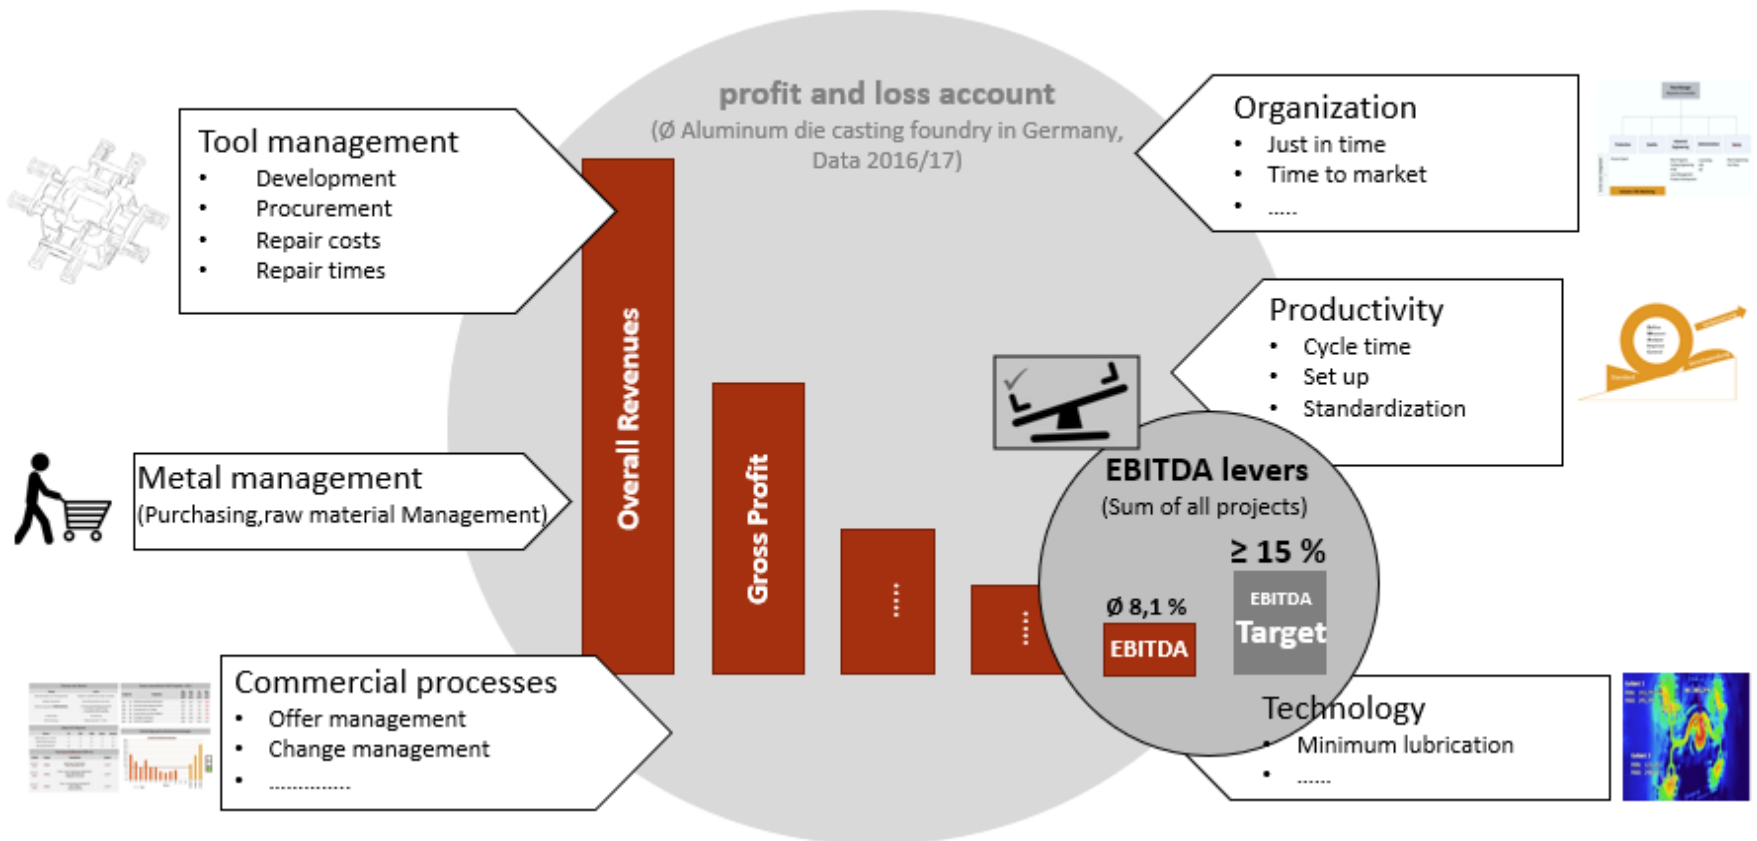 profit and loss account
(Ø Aluminum die casting foundry in Germany,
Data 2016/17)
Tool management
• Development
• Procurement
• Repair costs
• Repair times
Metal management
(Purchasing,raw material Management)
Commercial processes
• Offer management
• Change management
• ..............
Overall Revenues
Gross Profit
.....
.....
Organization
• Just in time
• Time to market
• .....
Productivity
• Cycle time
• Set up
• Standardization
EBITDA levers
(Sum of all projects)
≥ 15 %
EBITDA
Target
Ø 8,1 %
EBITDA
Technology
• Minimum lubrication
• ......